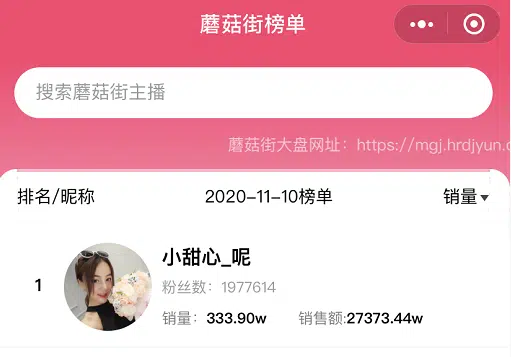 蘑菇街榜单
搜索蘑菇街主播
蘑菇街大盘网址：https://mgj.hrdjyun.c
排名/昵称 2020-11-10榜单 销量
1 小甜心_呢
粉丝数：1977614
销量：333.90w 销售额:27373.44w